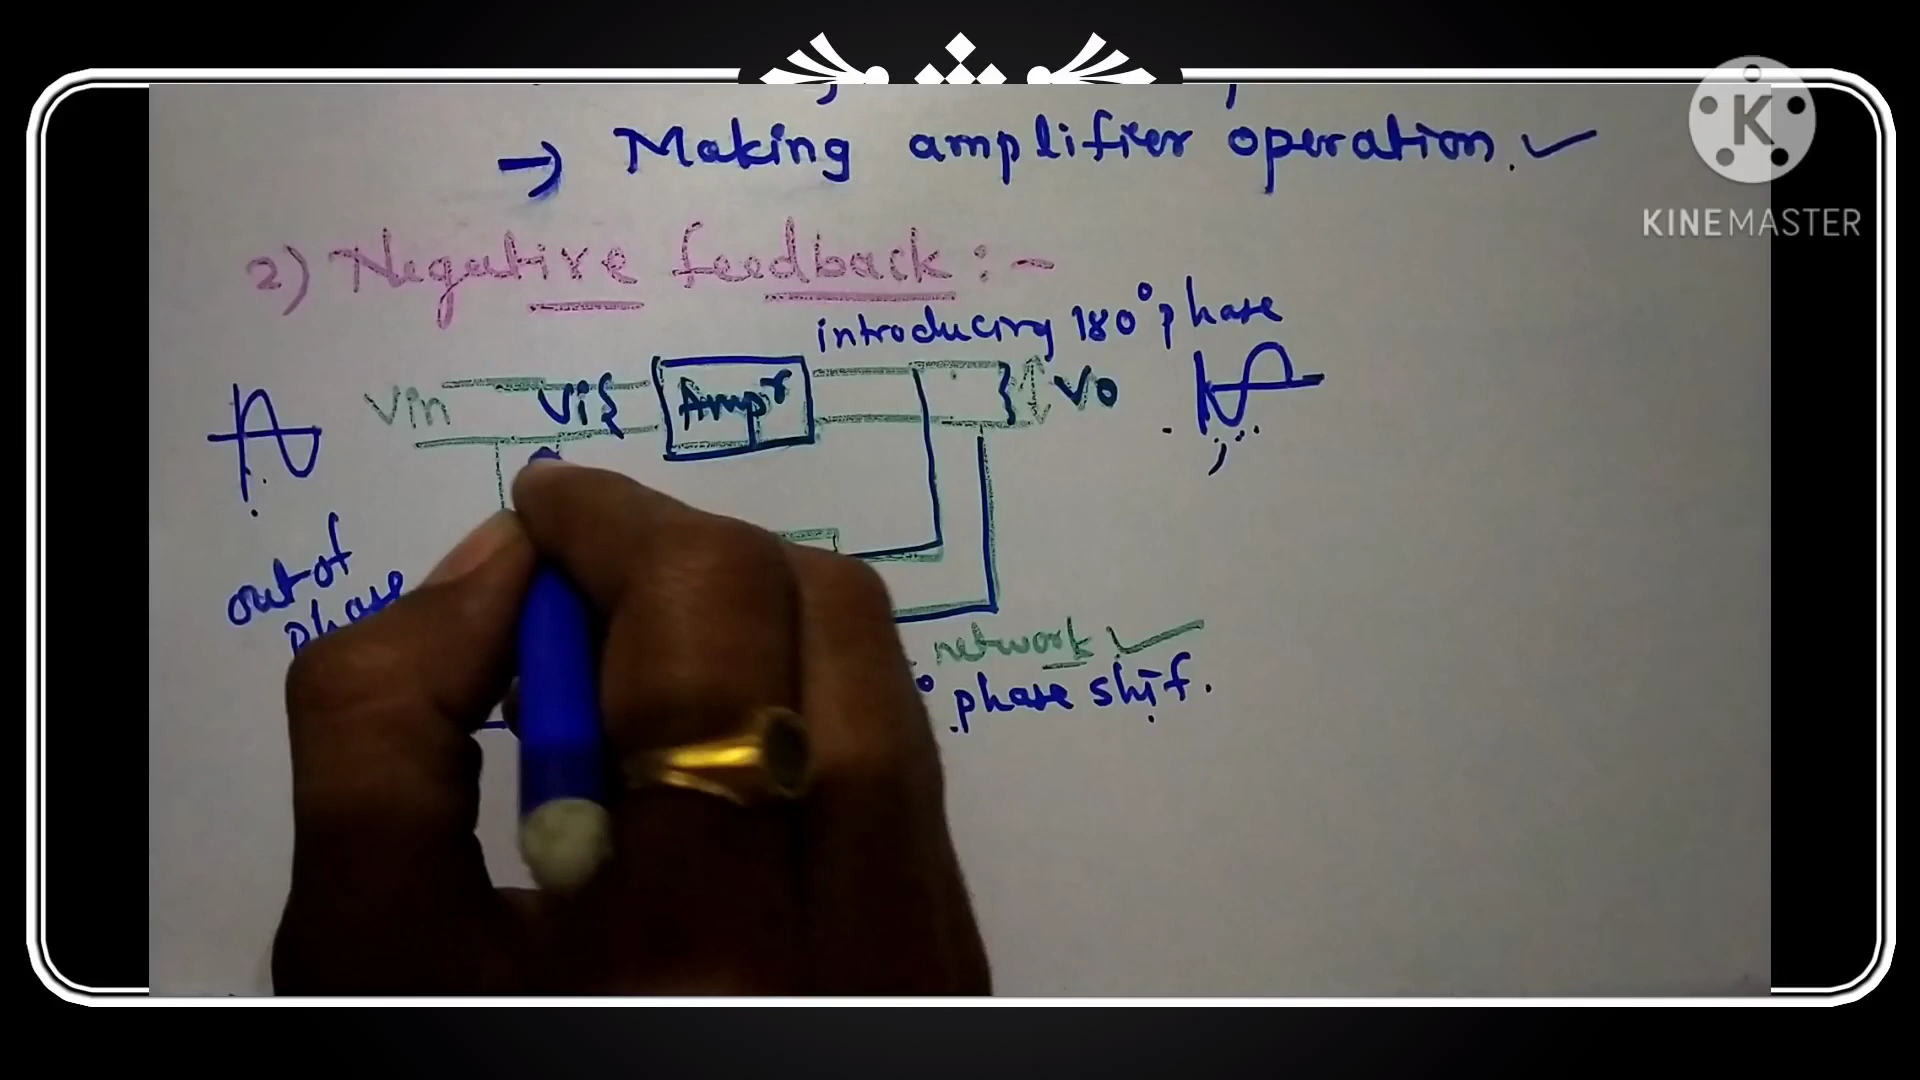 → Making amplifier operation. ✓
2) Negative feedback :-
introducing 180° phase
Vin Vi{ Ampr } Vo
out of
phase
network ✓
° phase shif.
K
KINEMASTER